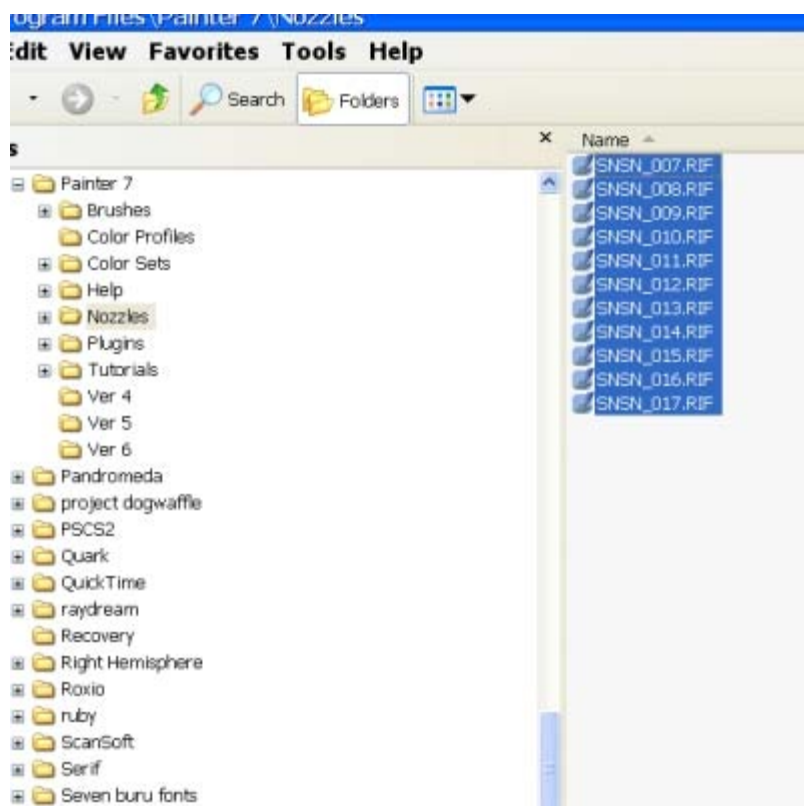 ogram Files\Painter 7\Nozzles
Edit View Favorites Tools Help
Search Folders
s
Name
Painter 7
Brushes
Color Profiles
Color Sets
Help
Nozzles
Plugins
Tutorials
Ver 4
Ver 5
Ver 6
Pandromeda
project dogwaffle
PSCS2
Quark
QuickTime
raydream
Recovery
Right Hemisphere
Roxio
ruby
ScanSoft
Serif
Seven buru fonts
SNSN_007.RIF
SNSN_008.RIF
SNSN_009.RIF
SNSN_010.RIF
SNSN_011.RIF
SNSN_012.RIF
SNSN_013.RIF
SNSN_014.RIF
SNSN_015.RIF
SNSN_016.RIF
SNSN_017.RIF